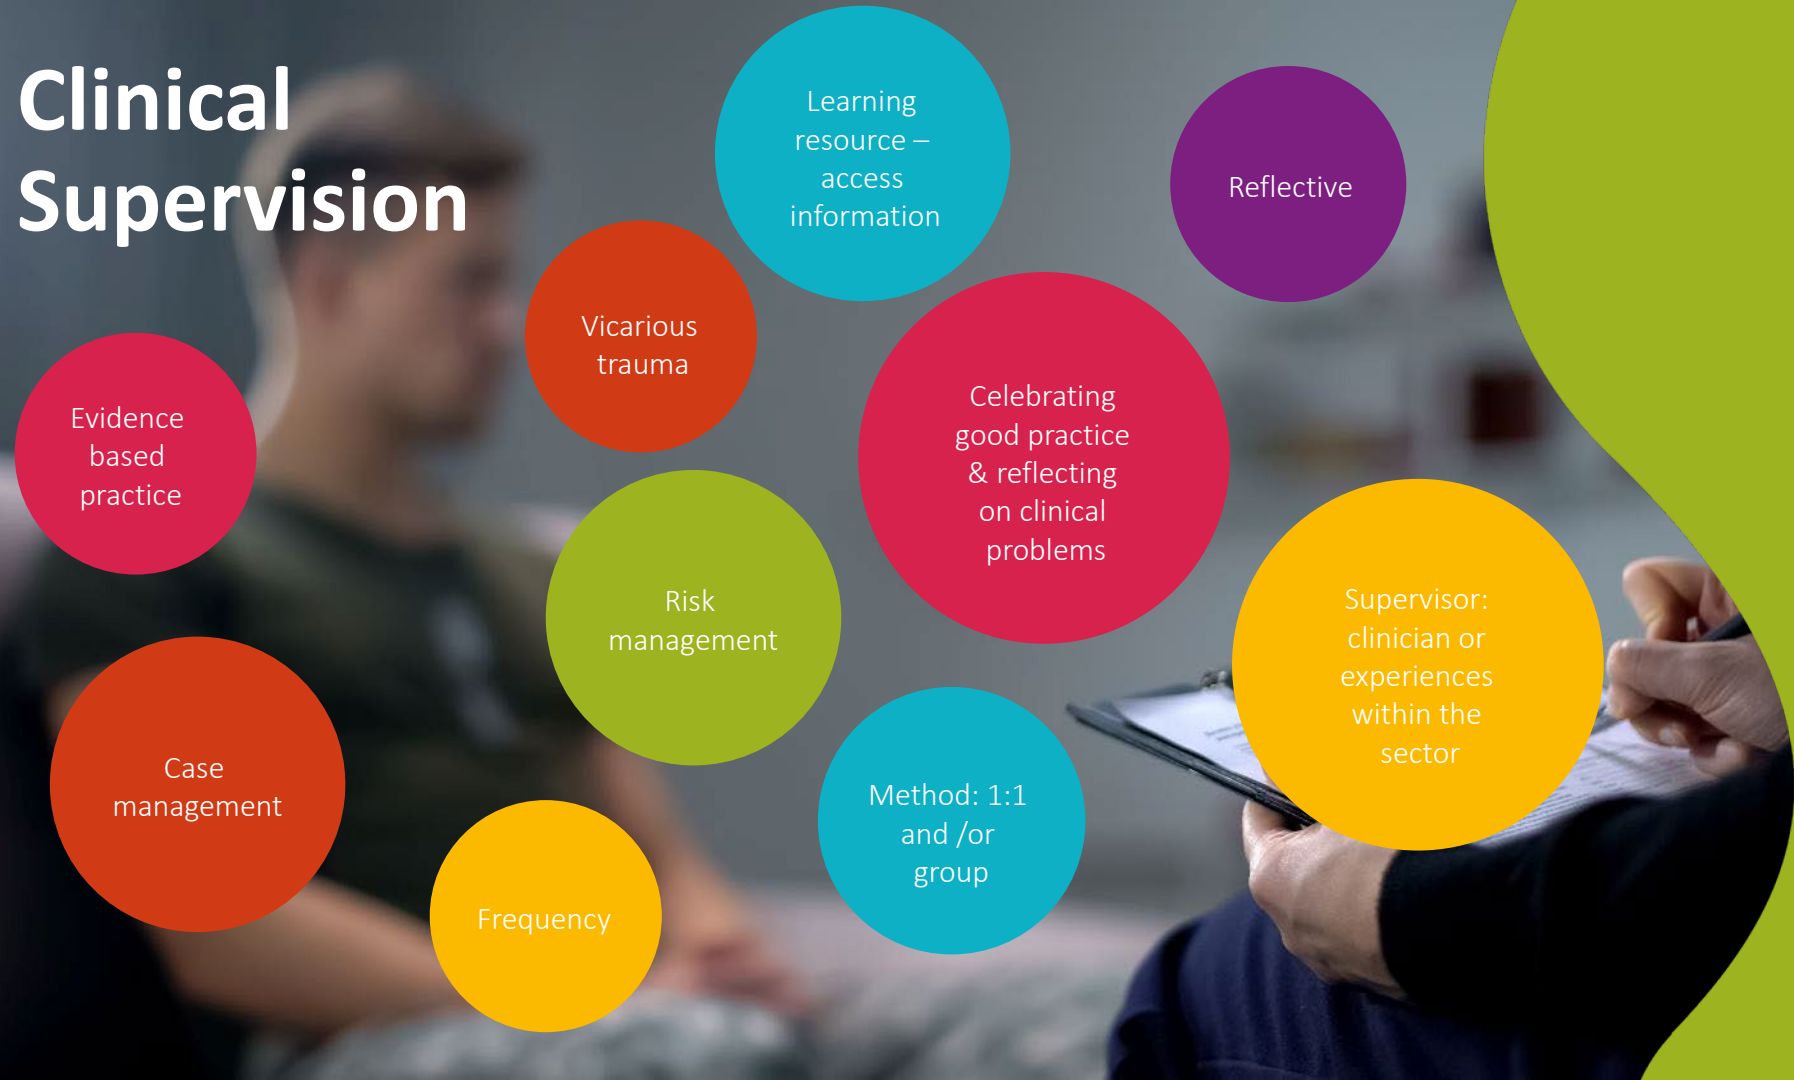 Clinical
Supervision
Learning
resource –
access
information
Reflective
Vicarious
trauma
Evidence
based
practice
Celebrating
good practice
& reflecting
on clinical
problems
Risk
management
Supervisor:
clinician or
experiences
within the
sector
Case
management
Method: 1:1
and /or
group
Frequency